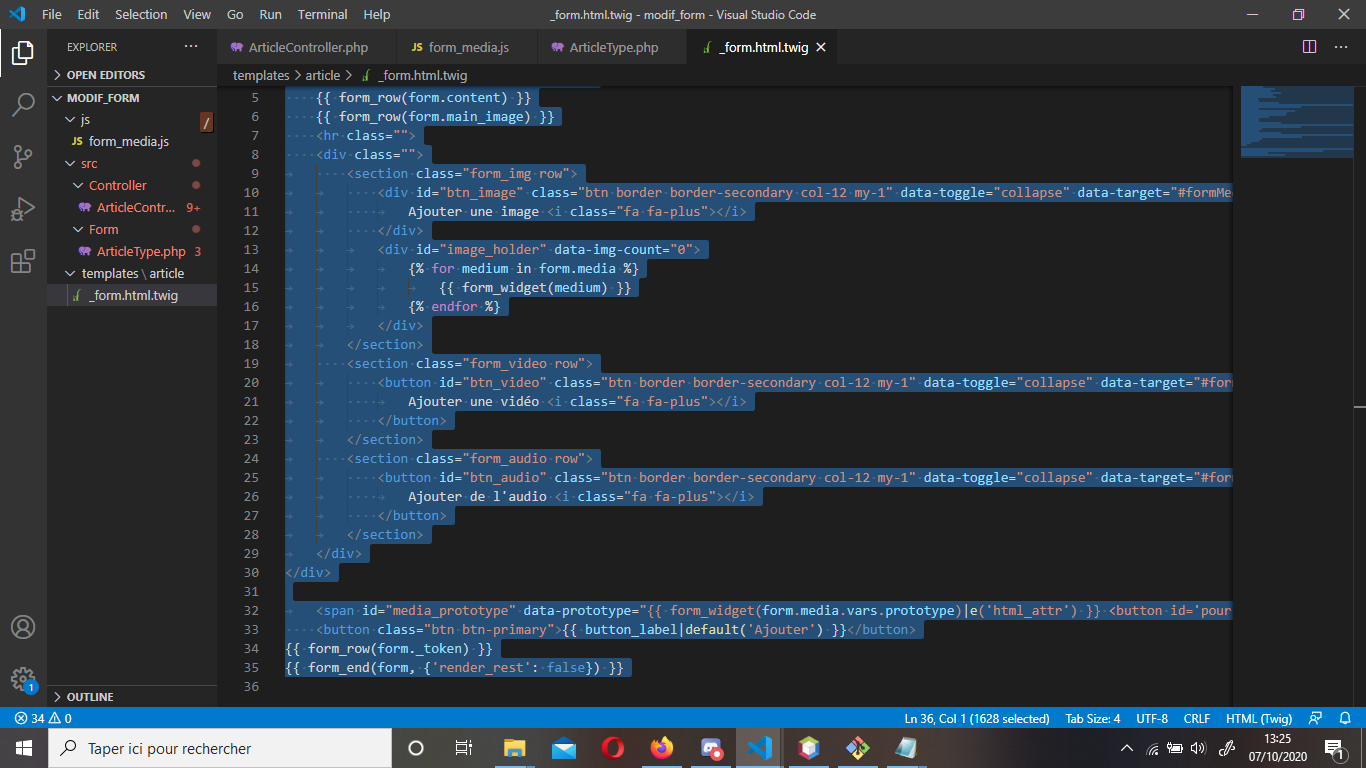 File Edit Selection View Go Run Terminal Help
_form.html.twig - modif_form - Visual Studio Code
EXPLORER
OPEN EDITORS
MODIF_FORM
js
form_media.js
src
Controller
ArticleContr... 9+
Form
ArticleType.php 3
templates \ article
_form.html.twig
OUTLINE
ArticleController.php
JS form_media.js
ArticleType.php
_form.html.twig
templates > article > _form.html.twig
5 {{ form_row(form.content) }}
6 {{ form_row(form.main_image) }}
7 <hr class="">
8 <div class="">
9 <section class="form_img row">
10 <div id="btn_image" class="btn border border-secondary col-12 my-1" data-toggle="collapse" data-target="#formMe
11 Ajouter une image <i class="fa fa-plus"></i>
12 </div>
13 <div id="image_holder" data-img-count="0">
14 {% for medium in form.media %}
15 {{ form_widget(medium) }}
16 {% endfor %}
17 </div>
18 </section>
19 <section class="form_video row">
20 <button id="btn_video" class="btn border border-secondary col-12 my-1" data-toggle="collapse" data-target="#for
21 Ajouter une vidéo <i class="fa fa-plus"></i>
22 </button>
23 </section>
24 <section class="form_audio row">
25 <button id="btn_audio" class="btn border border-secondary col-12 my-1" data-toggle="collapse" data-target="#for
26 Ajouter de l'audio <i class="fa fa-plus"></i>
27 </button>
28 </section>
29 </div>
30 </div>
31
32 <span id="media_prototype" data-prototype="{{ form_widget(form.media.vars.prototype)|e('html_attr') }} <button id='pour
33 <button class="btn btn-primary">{{ button_label|default('Ajouter') }}</button>
34 {{ form_row(form._token) }}
35 {{ form_end(form, {'render_rest': false}) }}
36
1
34 0
Ln 36, Col 1 (1628 selected) Tab Size: 4 UTF-8 CRLF HTML (Twig)
Taper ici pour rechercher
13:25
07/10/2020
1